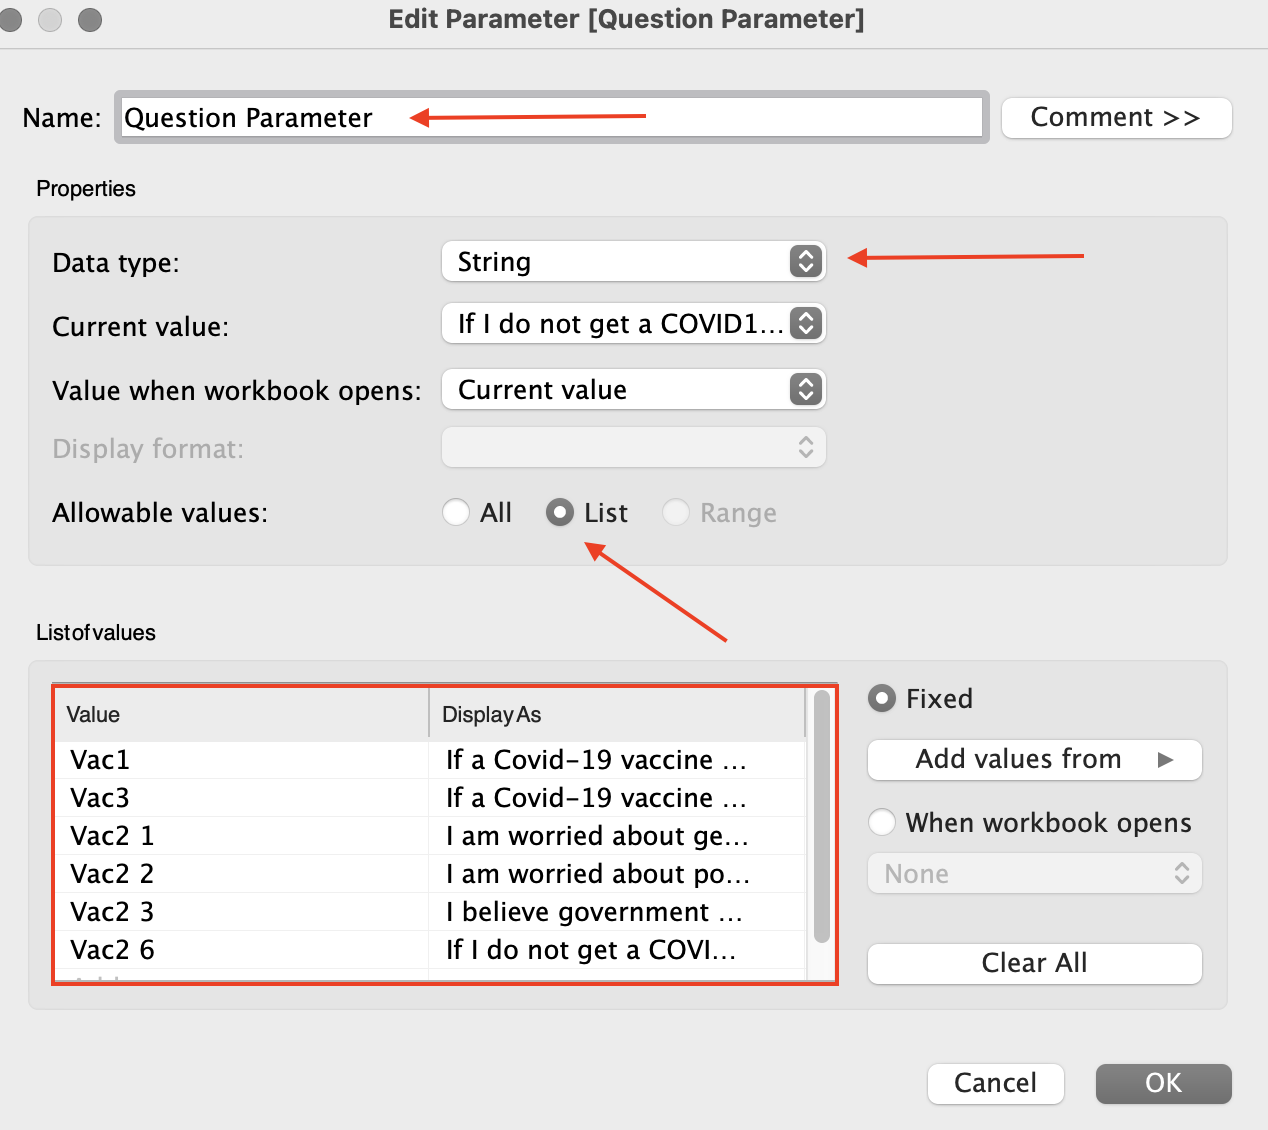 Edit Parameter [Question Parameter]
Name: Question Parameter Comment >>
Properties
Data type: String
Current value: If I do not get a COVID1...
Value when workbook opens: Current value
Display format:
Allowable values: All List Range
List of values
Value Display As
Vac1 If a Covid-19 vaccine ...
Vac3 If a Covid-19 vaccine ...
Vac2 1 I am worried about ge...
Vac2 2 I am worried about po...
Vac2 3 I believe government ...
Vac2 6 If I do not get a COVI...
Fixed
Add values from
When workbook opens
None
Clear All
Cancel OK